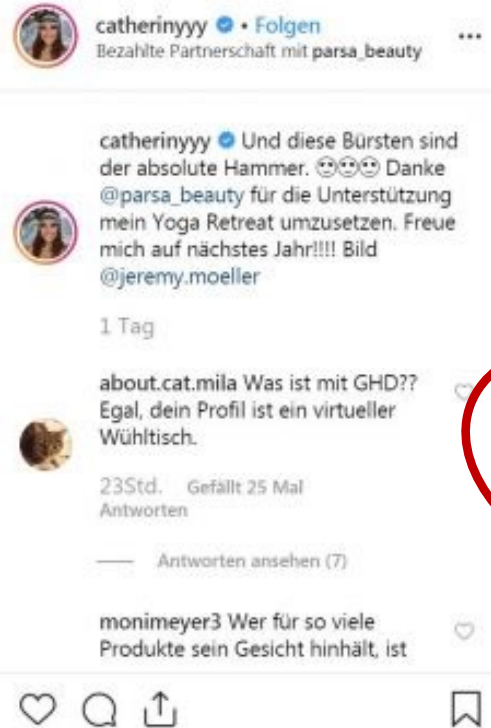 catherinyyy • Folgen
Bezahlte Partnerschaft mit parsa_beauty
catherinyyy Und diese Bürsten sind
der absolute Hammer. 🙄🙄🙄 Danke
@parsa_beauty für die Unterstützung
mein Yoga Retreat umzusetzen. Freue
mich auf nächstes Jahr!!!! Bild
@jeremy.moeller
1 Tag
about.cat.mila Was ist mit GHD??
Egal, dein Profil ist ein virtueller
Wühltisch.
23Std. Gefällt 25 Mal
Antworten
Antworten ansehen (7)
monimeyer3 Wer für so viele
Produkte sein Gesicht hinhält, ist